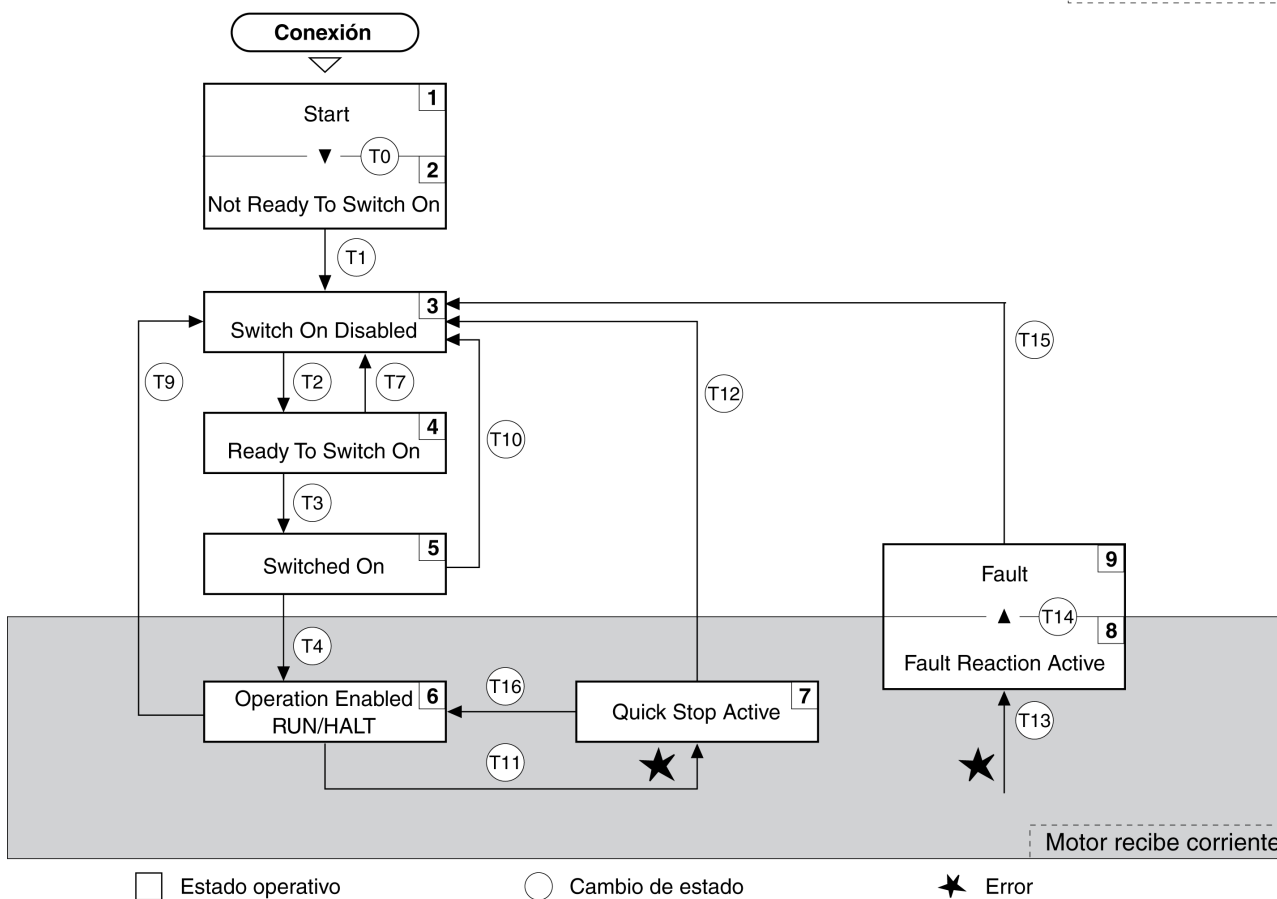 Conexión
1
Start
T0
2
Not Ready To Switch On
T1
3
Switch On Disabled
T15
T9
T2
T7
T12
4
Ready To Switch On
T10
T3
5
Switched On
9
Fault
T14
8
Fault Reaction Active
T4
Operation Enabled
RUN/HALT
6
T16
7
Quick Stop Active
T13
T11
Motor recibe corriente
Estado operativo
Cambio de estado
Error